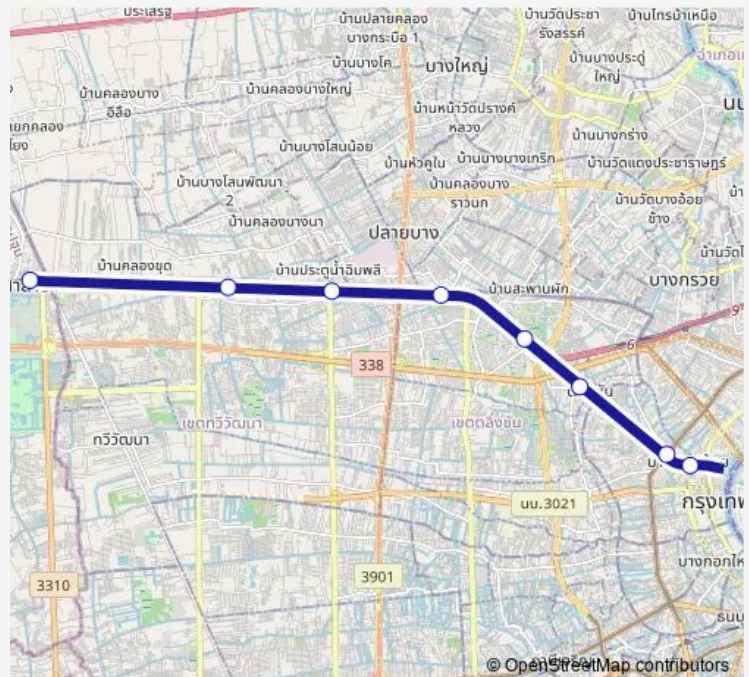 ประเสริฐ
บ้านปลายคลอง
บางกระบือ 1
บ้านวัดประชา
รังสรรค์
บ้านไทรม้าเหนือ
บ้านบางโค
บางใหญ่
บ้านบางประดู่
ใหญ่
บ้านคลองบาง
อีลือ
บ้านคลองบางใหญ่
บ้านหน้าวัดปรางค์
หลวง
นน
บ้านบางโสนน้อย
บ้านบางกร่าง
บ้านหัวคูใน
บ้านบางนางเกริก
บ้านวัดแดงประชาราษฎร์
บ้านบางโสนพัฒนา
2
บ้านคลองบาง
ราวนก
บ้านวัดบางอ้อย
ช้าง
บ้านคลองนางนา
ปลายบาง
บ้านคลองขุด
บ้านประตูน้ำฉิมพลี
บางกรวย
บ้านสะพานผัก
6
338
เขตทวีวัฒนา
เขตตลิ่งชัน
ทวีวัฒนา
นบ.3021
กรุงเทพ
บางกอกให
3310
3901
ธนบ
© OpenStreetMap contributors